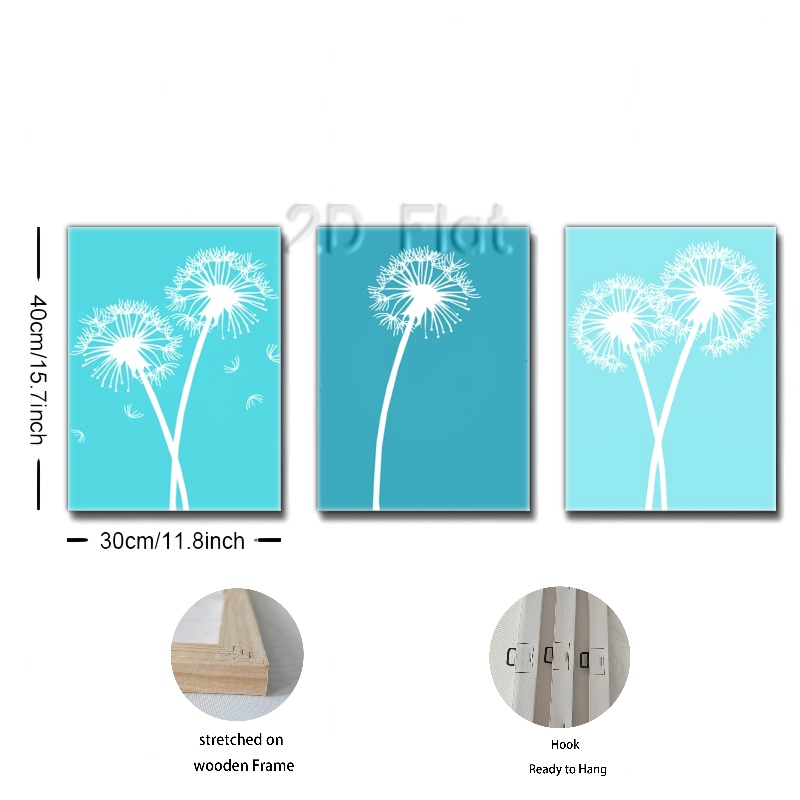 2D Flat
40cm/15.7inch
30cm/11.8inch
stretched on
wooden Frame
Hook
Ready to Hang